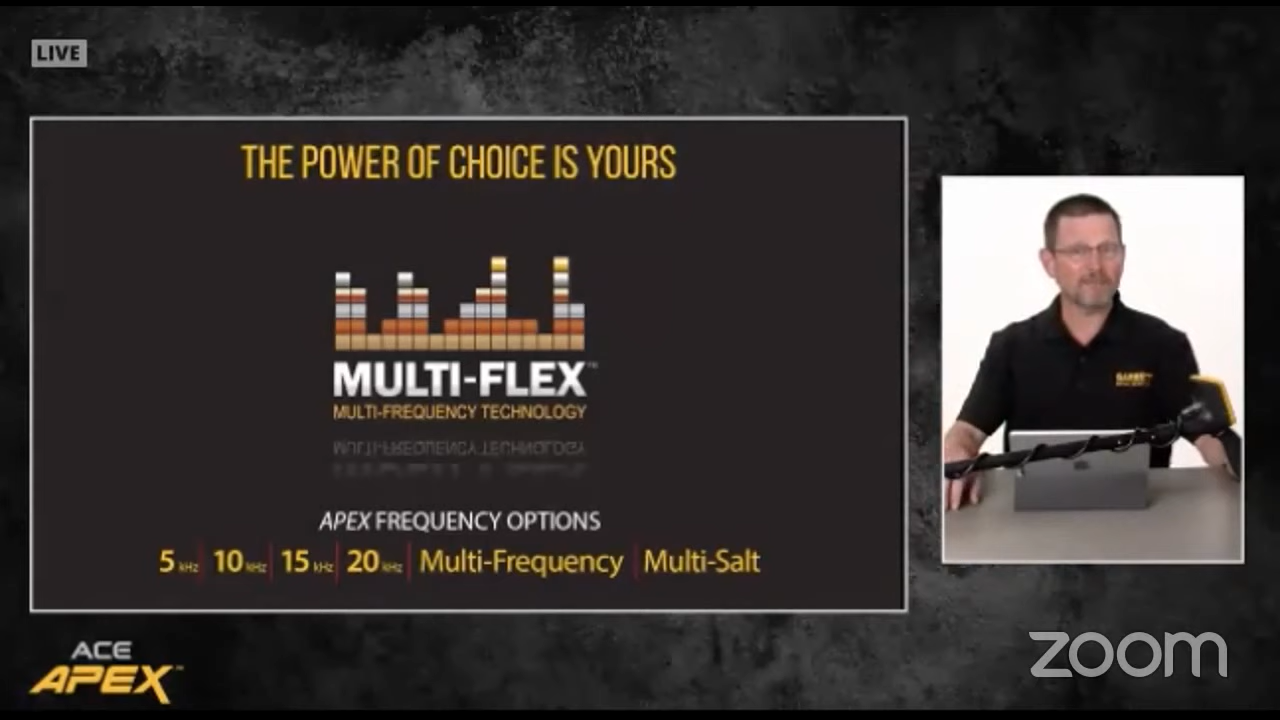 LIVE
THE POWER OF CHOICE IS YOURS
MULTI-FLEX™
MULTI-FREQUENCY TECHNOLOGY
APEX FREQUENCY OPTIONS
5 kHz | 10 kHz | 15 kHz | 20 kHz | Multi-Frequency | Multi-Salt
ACE
APEX™
zoom